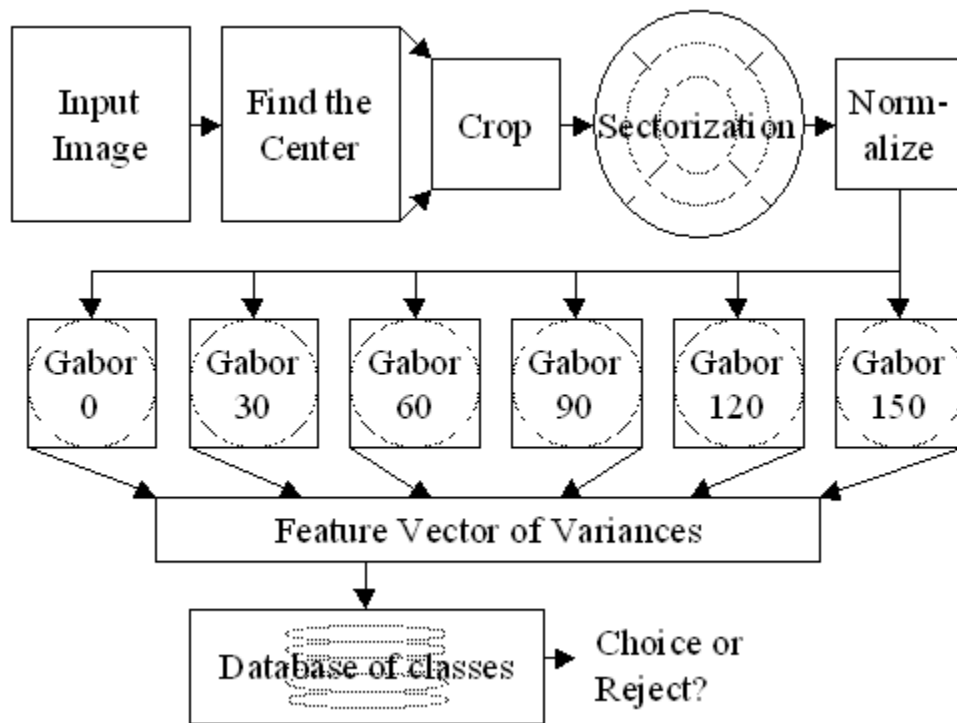 Input
Image
Find the
Center
Crop
Sectorization
Norm-
alize
Gabor
0
Gabor
30
Gabor
60
Gabor
90
Gabor
120
Gabor
150
Feature Vector of Variances
Database of classes
Choice or
Reject?